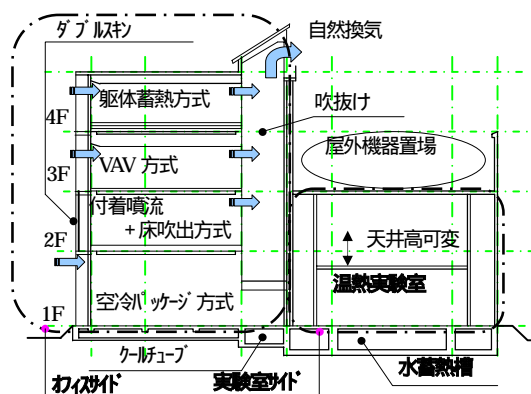 ダブルスキン
自然換気
吹抜け
4F
躯体蓄熱方式
屋外機器置場
3F
VAV 方式
付着噴流
+床吹出方式
2F
天井高可変
温熱実験室
空冷パッケージ方式
1F
クールチューブ
オフィスサイド
実験室サイド
水蓄熱槽